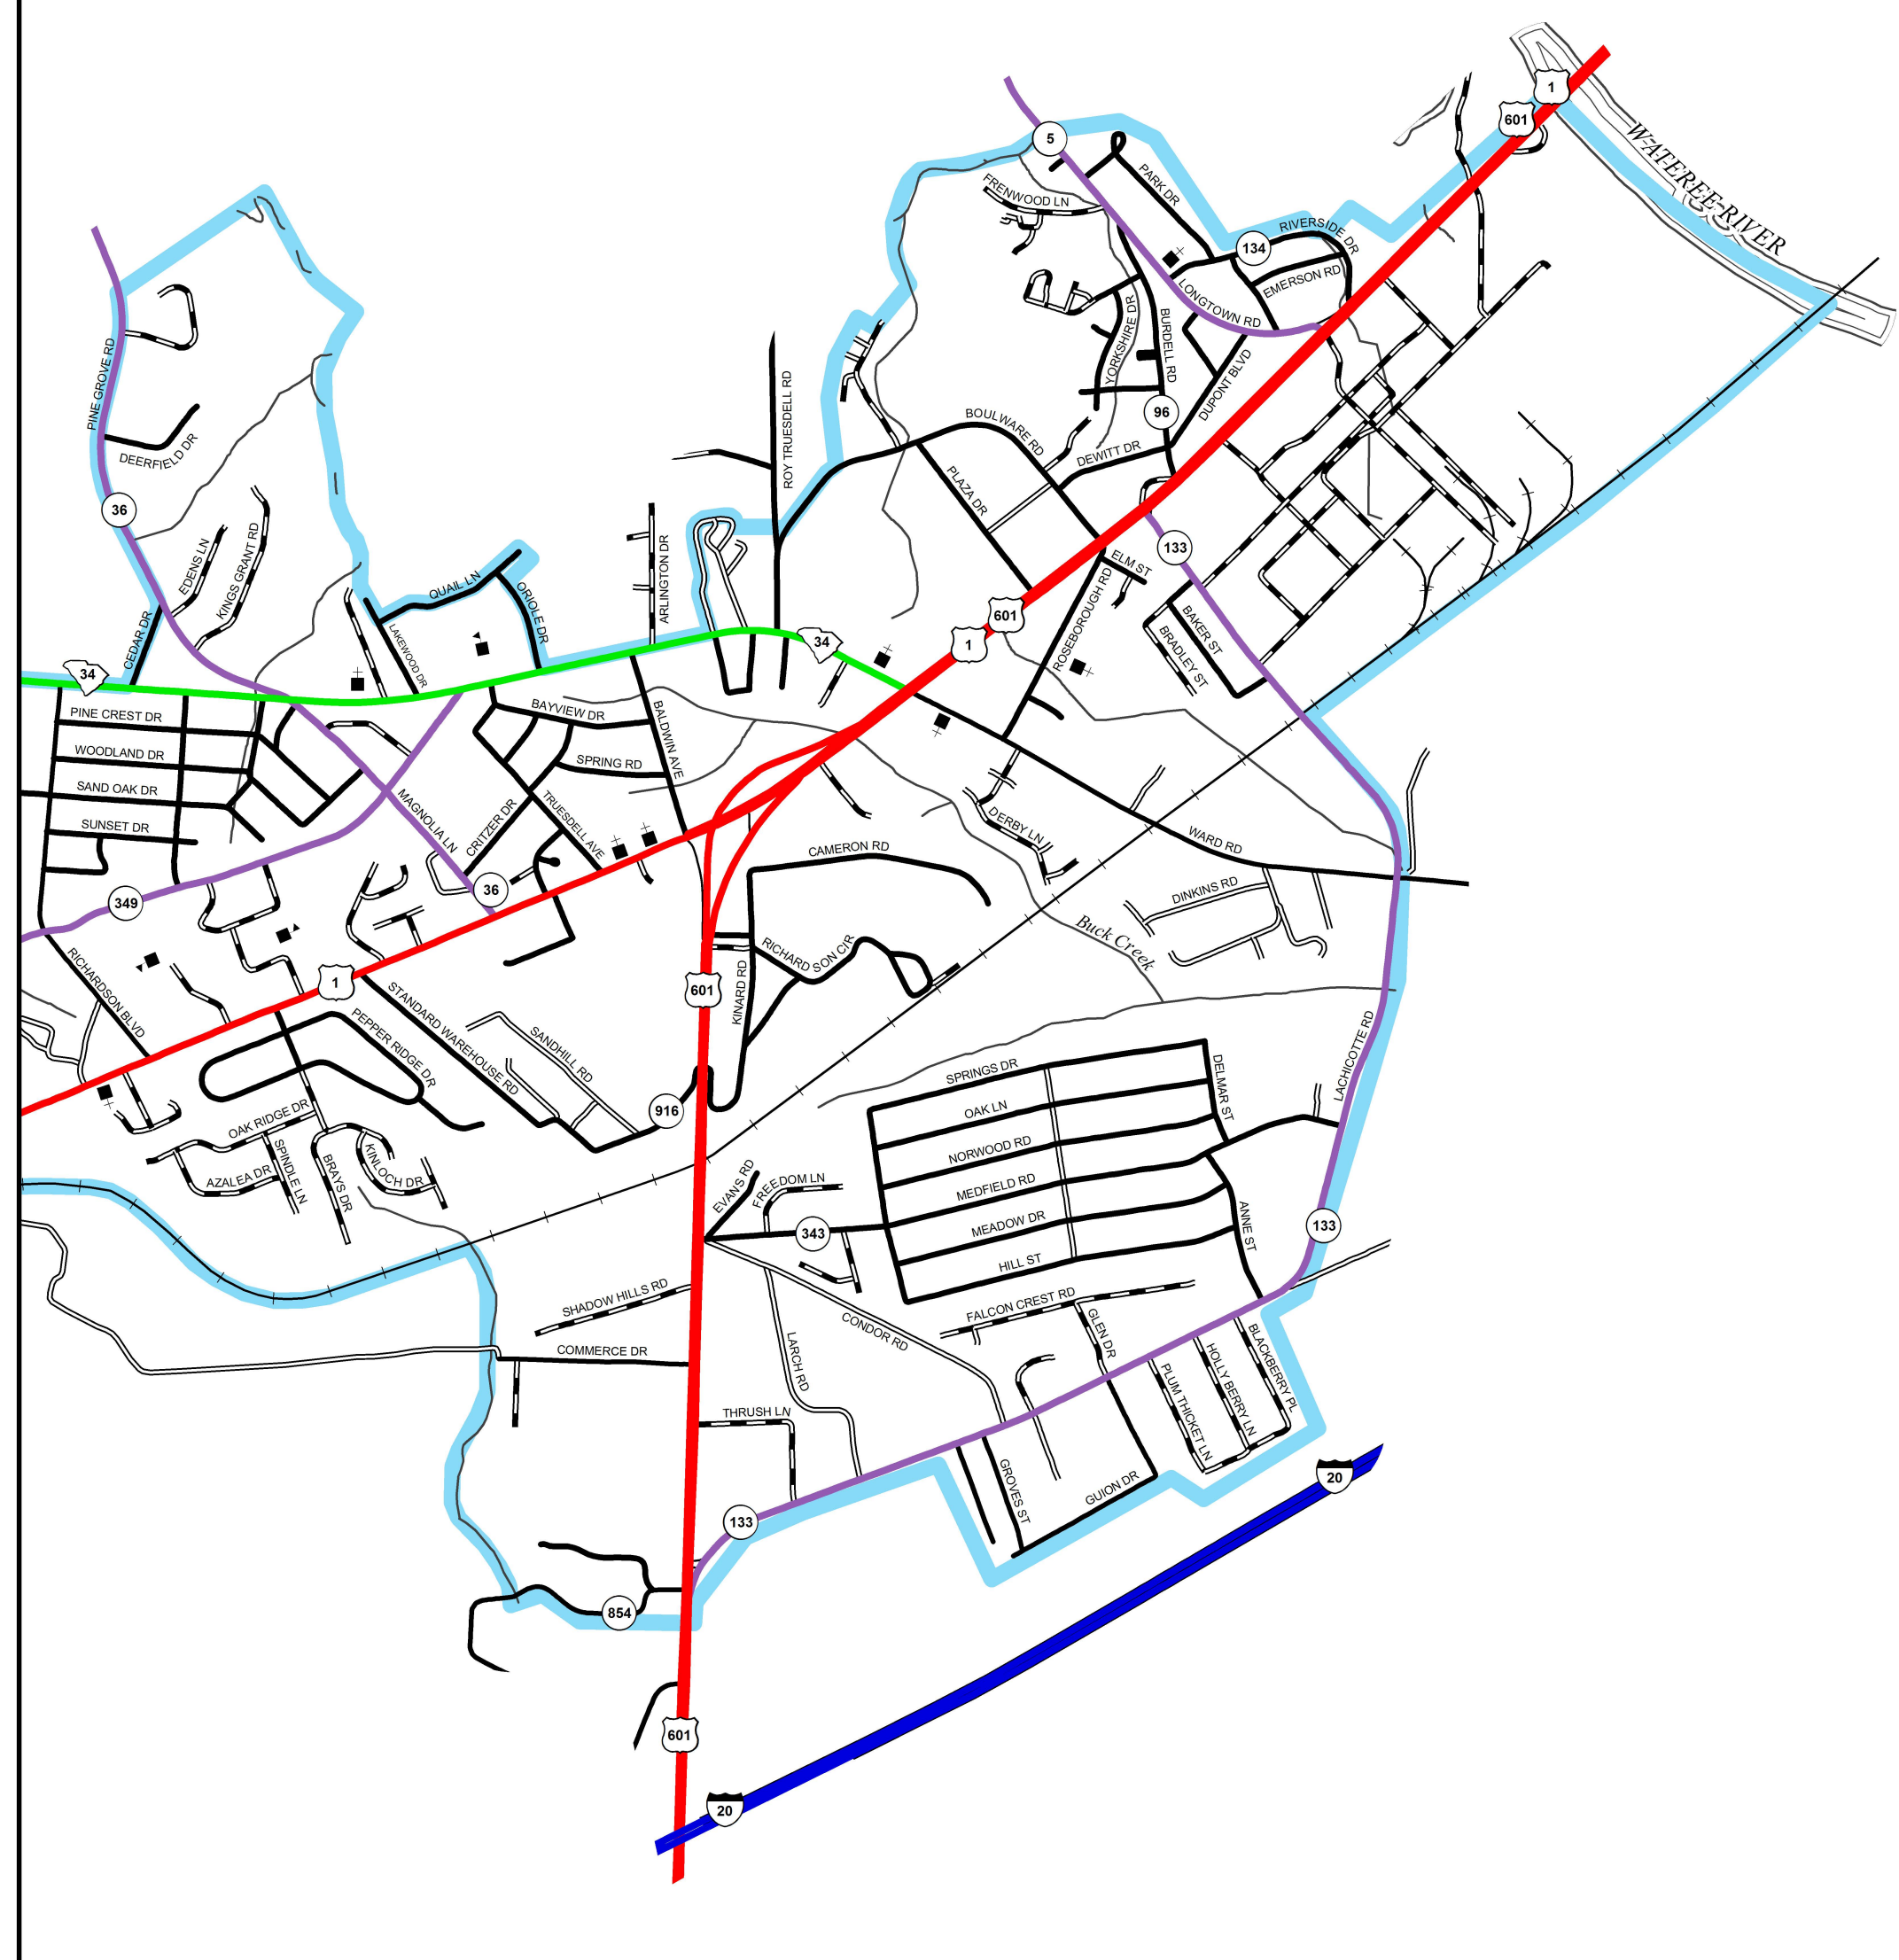 1
601
WATEREE RIVER
5
PARK DR
FRENWOOD LN
RIVERSIDE DR
134
EMERSON RD
LONGTOWN RD
YORKSHIRE DR
BURDELL RD
DUPONT BLVD
96
PINE GROVE RD
DEERFIELD DR
36
ROY TRUESDELL RD
BOULWARE RD
DEWITT DR
PLAZA DR
133
ELM ST
EDENS LN
KINGS GRANT RD
QUAIL LN
ORIOLE DR
ARLINGTON DR
LAKEWOOD DR
CEDAR DR
34
34
601
1
ROSEBOROUGH RD
BAKER ST
BRADLEY ST
PINE CREST DR
WOODLAND DR
SAND OAK DR
SUNSET DR
BAYVIEW DR
BALDWIN AVE
SPRING RD
MAGNOLIA LN
CRITZER DR
TRUESDELL AVE
DERBY LN
WARD RD
CAMERON RD
36
349
DINKINS RD
Buck Creek
RICHARDSON BLVD
1
RICHARD SON CIR
KINARD RD
601
STANDARD WAREHOUSE RD
PEPPER RIDGE DR
SANDHILL RD
LACHICOTTE RD
916
SPRINGS DR
DELMAR ST
OAK LN
NORWOOD RD
MEDFIELD RD
MEADOW DR
HILL ST
ANNE ST
OAK RIDGE DR
SPINDLE LN
AZALEA DR
BRAYS DR
KINLOCH DR
EVANS RD
FREEDOM LN
343
133
SHADOW HILLS RD
CONDOR RD
FALCON CREST RD
GLEN DR
COMMERCE DR
LARCH RD
PLUM THICKET LN
HOLLY BERRY LN
BLACKBERRY PL
THRUSH LN
GROVES ST
GUION DR
20
133
854
601
20